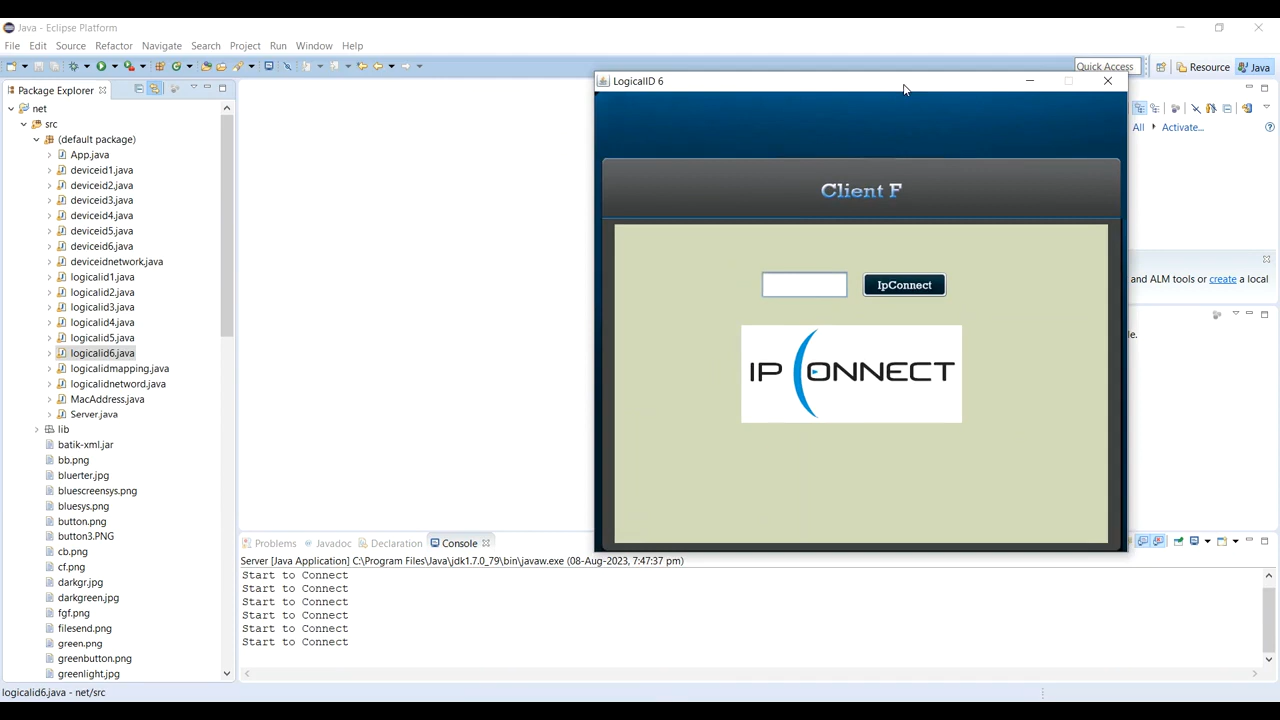 Java - Eclipse Platform
File Edit Source Refactor Navigate Search Project Run Window Help
Quick Access
Resource
Java
Package Explorer
net
src
(default package)
App.java
deviceid1.java
deviceid2.java
deviceid3.java
deviceid4.java
deviceid5.java
deviceid6.java
deviceidnetwork.java
logicalid1.java
logicalid2.java
logicalid3.java
logicalid4.java
logicalid5.java
logicalid6.java
logicalidmapping.java
logicalidnetword.java
MacAddress.java
Server.java
lib
batik-xml.jar
bb.png
bluerter.jpg
bluescreensys.png
bluesys.png
button.png
button3.PNG
cb.png
cf.png
darkgr.jpg
darkgreen.jpg
fgf.png
filesend.png
green.png
greenbutton.png
greenlight.jpg
LogicalID 6
Client F
IpConnect
IP CONNECT
All
Activate...
and ALM tools or create a local
le.
Problems Javadoc Declaration Console
Server [Java Application] C:\Program Files\Java\jdk1.7.0_79\bin\javaw.exe (08-Aug-2023, 7:47:37 pm)
Start to Connect
Start to Connect
Start to Connect
Start to Connect
Start to Connect
Start to Connect
logicalid6.java - net/src